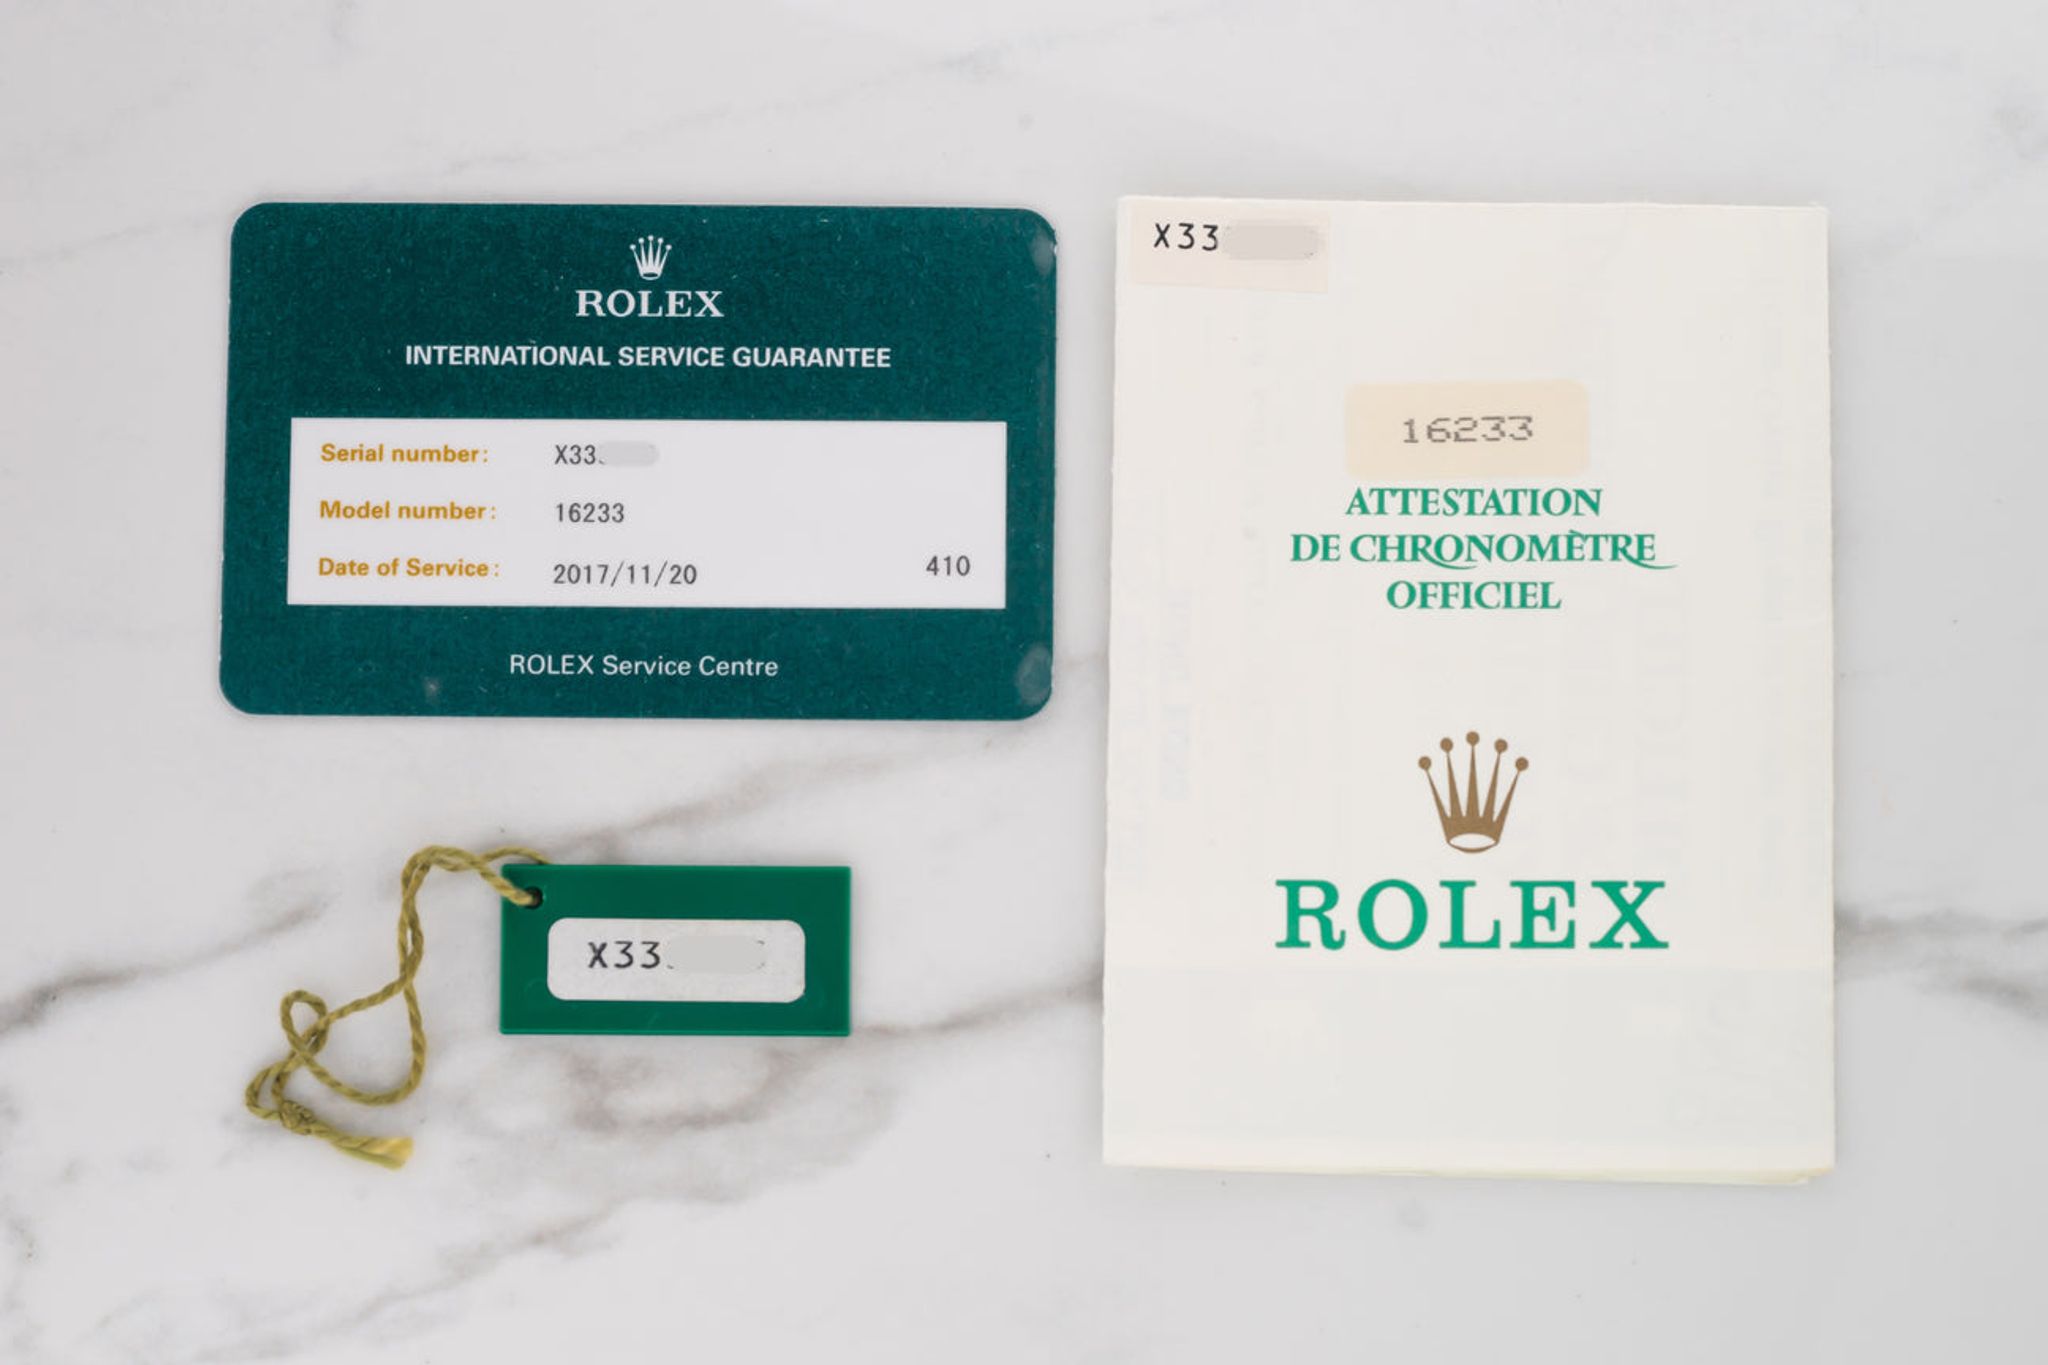 ROLEX
INTERNATIONAL SERVICE GUARANTEE
Serial number: X33
Model number: 16233
Date of Service: 2017/11/20 410
ROLEX Service Centre
X33
X33
16233
ATTESTATION
DE CHRONOMÈTRE
OFFICIEL
ROLEX